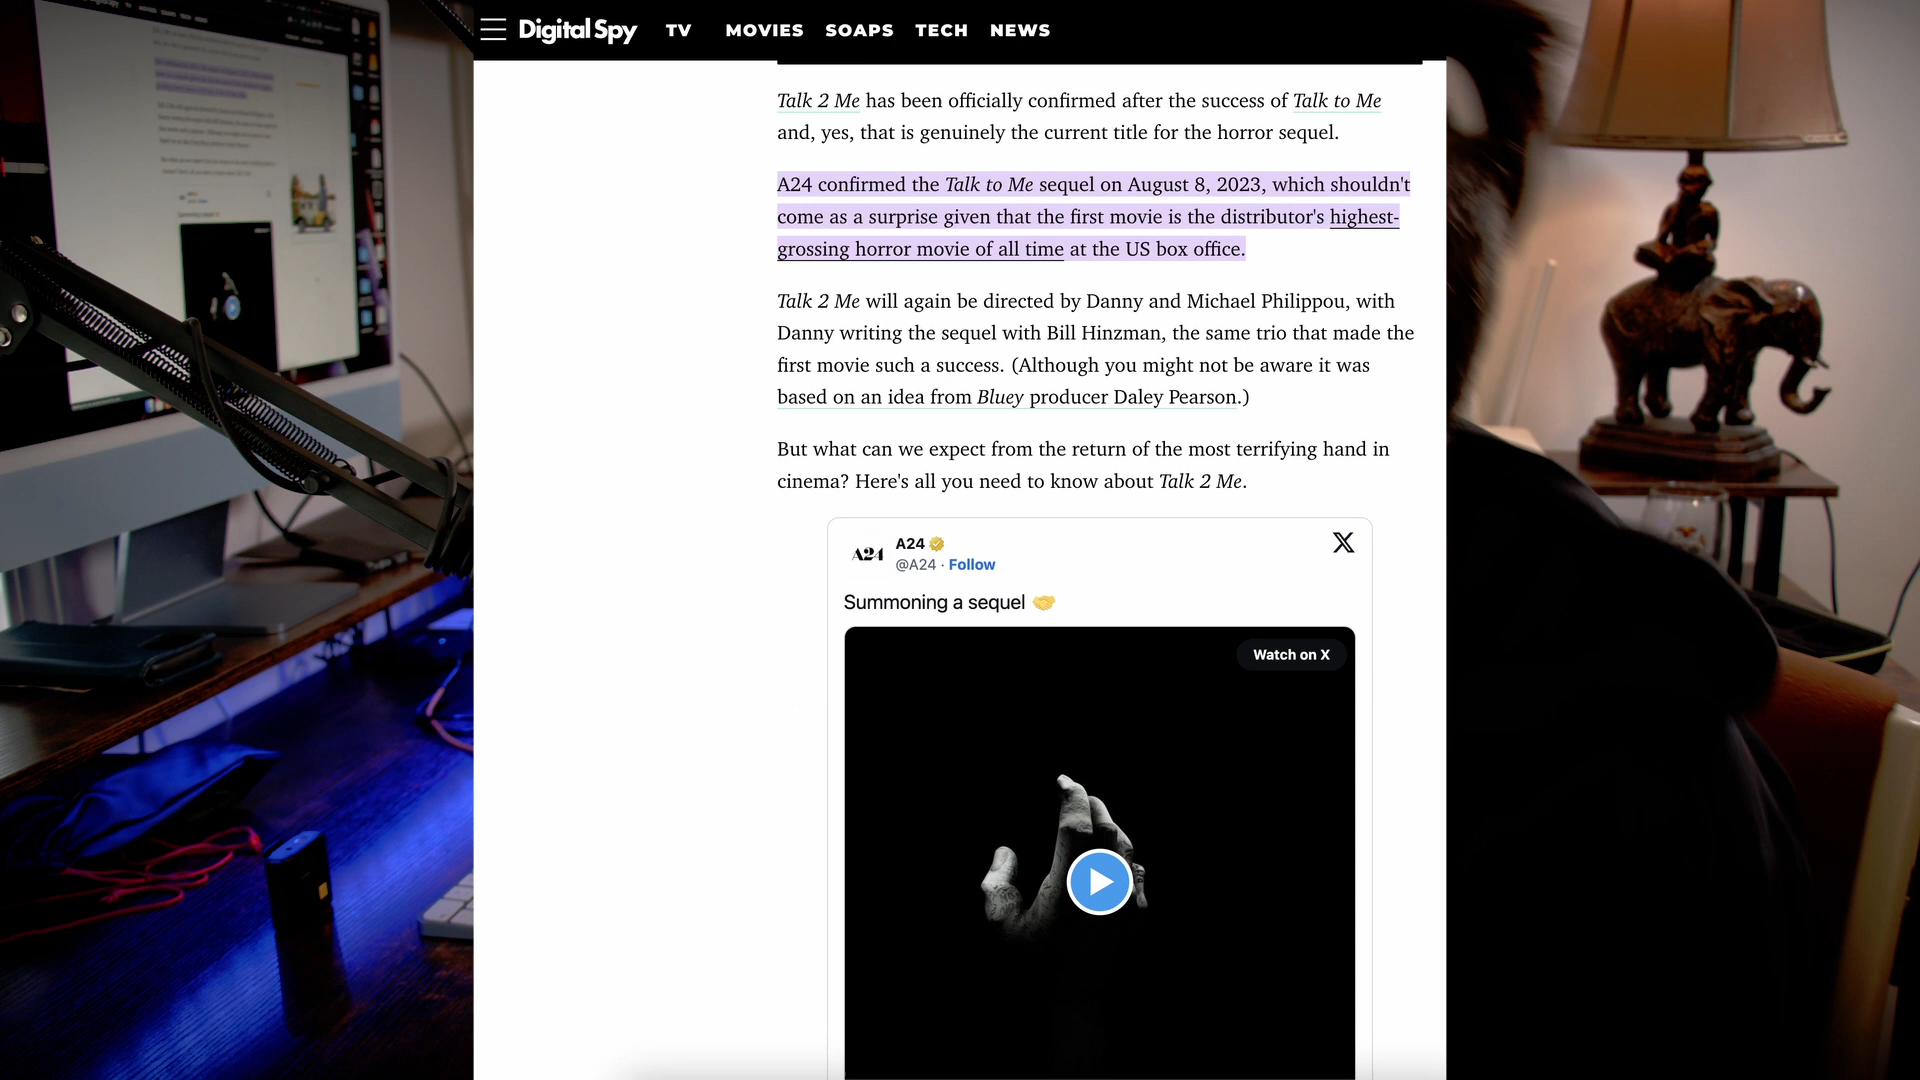 Digital Spy TV MOVIES SOAPS TECH NEWS
Talk 2 Me has been officially confirmed after the success of Talk to Me
and, yes, that is genuinely the current title for the horror sequel.
A24 confirmed the Talk to Me sequel on August 8, 2023, which shouldn't
come as a surprise given that the first movie is the distributor's highest-
grossing horror movie of all time at the US box office.
Talk 2 Me will again be directed by Danny and Michael Philippou, with
Danny writing the sequel with Bill Hinzman, the same trio that made the
first movie such a success. (Although you might not be aware it was
based on an idea from Bluey producer Daley Pearson.)
But what can we expect from the return of the most terrifying hand in
cinema? Here's all you need to know about Talk 2 Me.
A24
A24
@A24 · Follow
Summoning a sequel 🤝
Watch on X